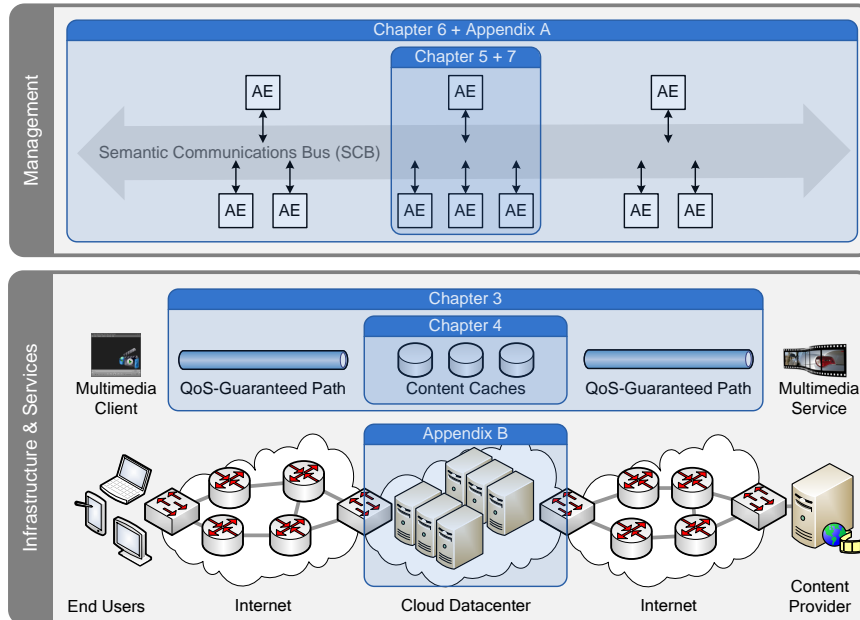 Management
Chapter 6 + Appendix A
Chapter 5 + 7
AE AE AE
Semantic Communications Bus (SCB)
AE AE AE AE AE AE AE
Infrastructure & Services
Chapter 3
Chapter 4
Multimedia
Client
QoS-Guaranteed Path
Content Caches
QoS-Guaranteed Path
Multimedia
Service
Appendix B
End Users
Internet
Cloud Datacenter
Internet
Content
Provider